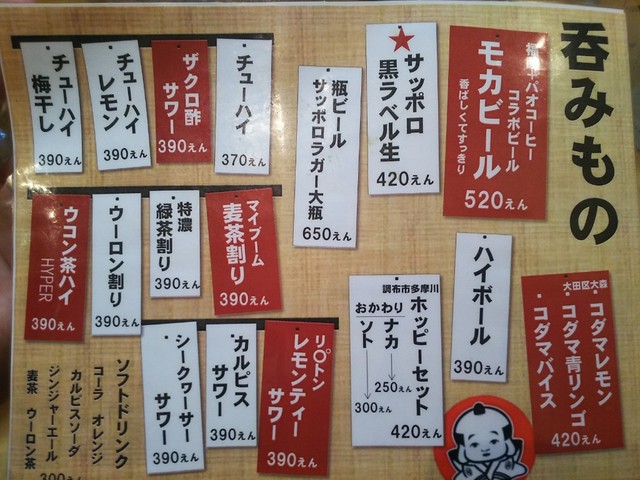 呑みもの
福〓パオコーヒー
コラボビール
モカビール
香ばしくてすっきり
520えん
サッポロ
黒ラベル生
420えん
瓶ビール
サッポロラガー大瓶
650えん
チューハイ
370えん
ザクロ酢
サワー
390えん
チューハイ
レモン
390えん
チューハイ
梅干し
390えん
マイブーム
麦茶割り
390えん
特濃
緑茶割り
390えん
ウーロン割り
390えん
ウコン茶ハイ
HYPER
390えん
大田区大森
・コダマレモン
・コダマ青リンゴ
・コダマバイス
420えん
ハイボール
390えん
調布市多摩川
ホッピーセット
おかわり
ナカ→250えん
ソト→300えん
420えん
リ〇トン
レモンティー
サワー
390えん
カルピス
サワー
390えん
シークワーサー
サワー
390えん
ソフトドリンク
コーラ オレンジ
カルピスソーダ
ジンジャーエール
麦茶 ウーロン茶
300えん